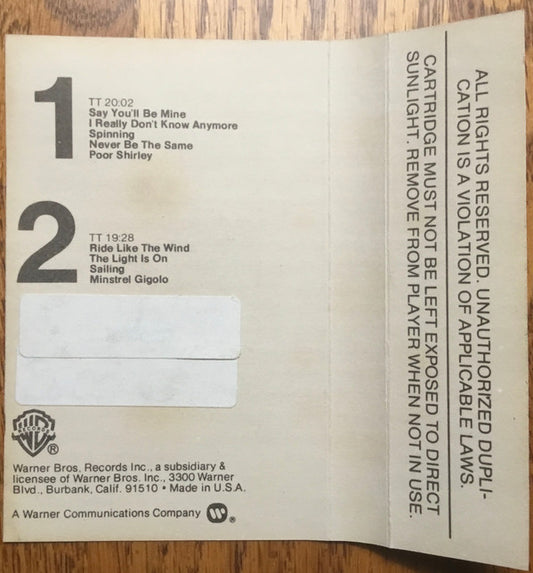 1
TT 20:02
Say You'll Be Mine
I Really Don't Know Anymore
Spinning
Never Be The Same
Poor Shirley
2
TT 19:28
Ride Like The Wind
The Light Is On
Sailing
Minstrel Gigolo
WB
RECORDS
®
Warner Bros. Records Inc., a subsidiary &
licensee of Warner Bros. Inc., 3300 Warner
Blvd., Burbank, Calif. 91510 • Made in U.S.A.
A Warner Communications Company ®
ALL RIGHTS RESERVED. UNAUTHORIZED DUPLI-
CATION IS A VIOLATION OF APPLICABLE LAWS.
CARTRIDGE MUST NOT BE LEFT EXPOSED TO DIRECT
SUNLIGHT. REMOVE FROM PLAYER WHEN NOT IN USE.